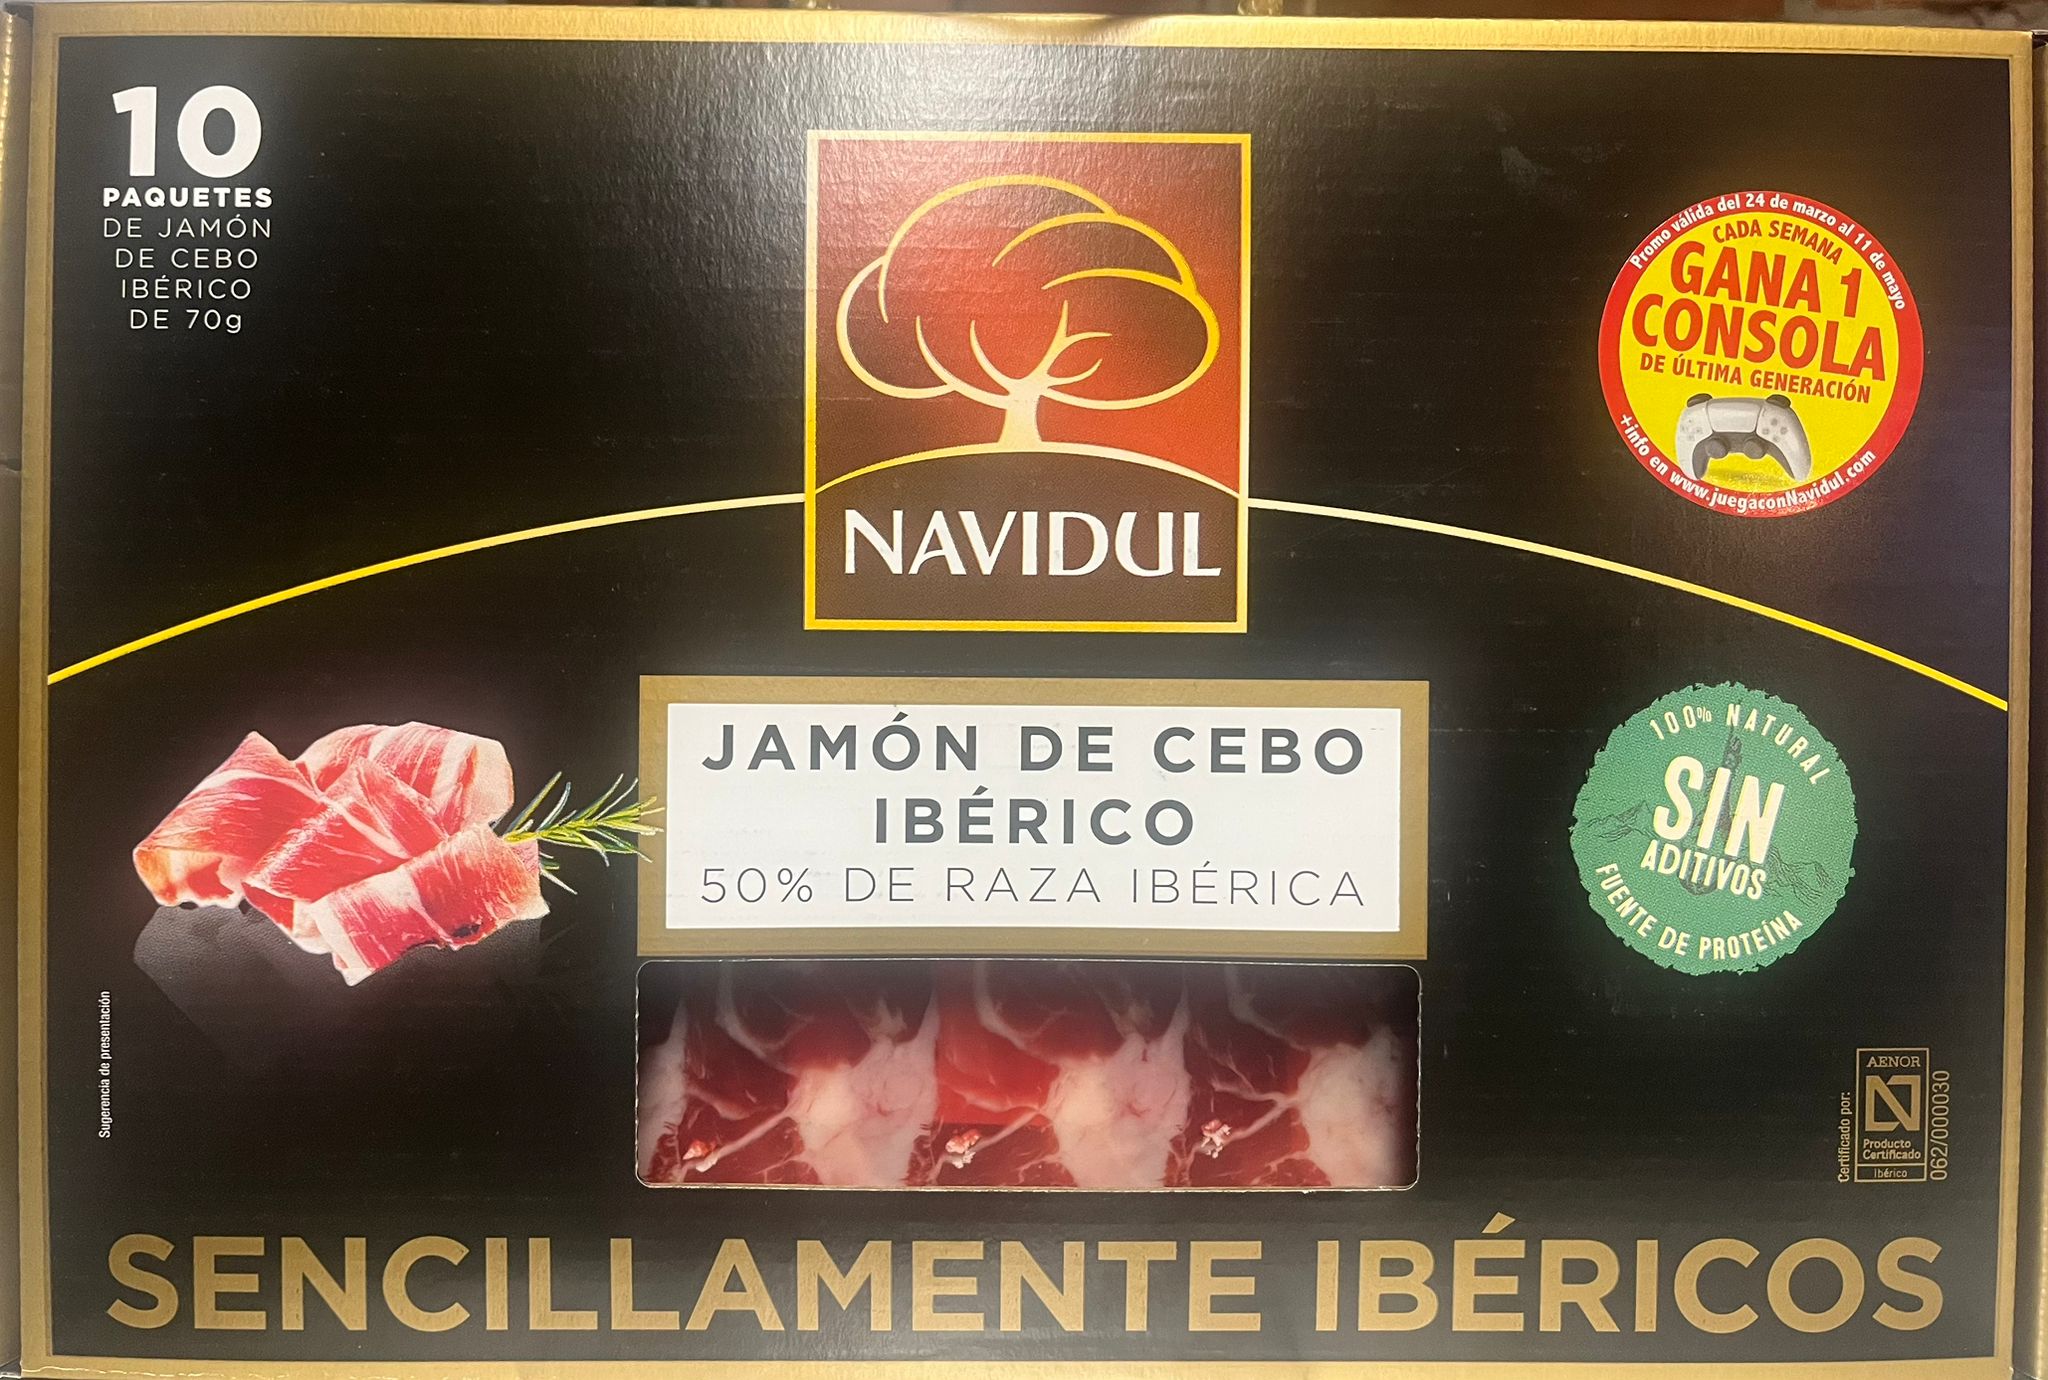 10
PAQUETES
DE JAMÓN
DE CEBO
IBÉRICO
DE 70g
NAVIDUL
Promo válida del 24 de marzo al 11 de mayo
CADA SEMANA
GANA 1
CONSOLA
DE ÚLTIMA GENERACIÓN
+info en www.juegaconNavidul.com
JAMÓN DE CEBO
IBÉRICO
50% DE RAZA IBÉRICA
100% NATURAL
SIN
ADITIVOS
FUENTE DE PROTEÍNA
Sugerencia de presentación
Certificado por:
AENOR
Producto
Certificado
Ibérico
062/000030
SENCILLAMENTE IBÉRICOS